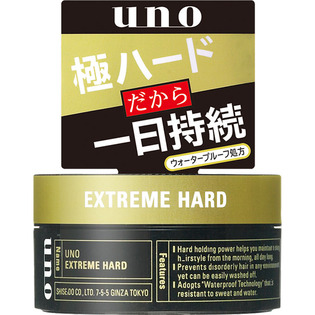 uno
極ハード
だから
一日持続
ウォータープルーフ処方
EXTREME HARD
uno
Name
UNO
EXTREME HARD
SHISEIDO CO., LTD. 7-5-5 GINZA TOKYO
Features
Hard holding power helps you maintain
h_irstyle from the morning, all day long.
Prevents disorderly hair in any
yet can be easily washed off.
Adopts "Waterproof Technology" that is
resistant to sweat and water.